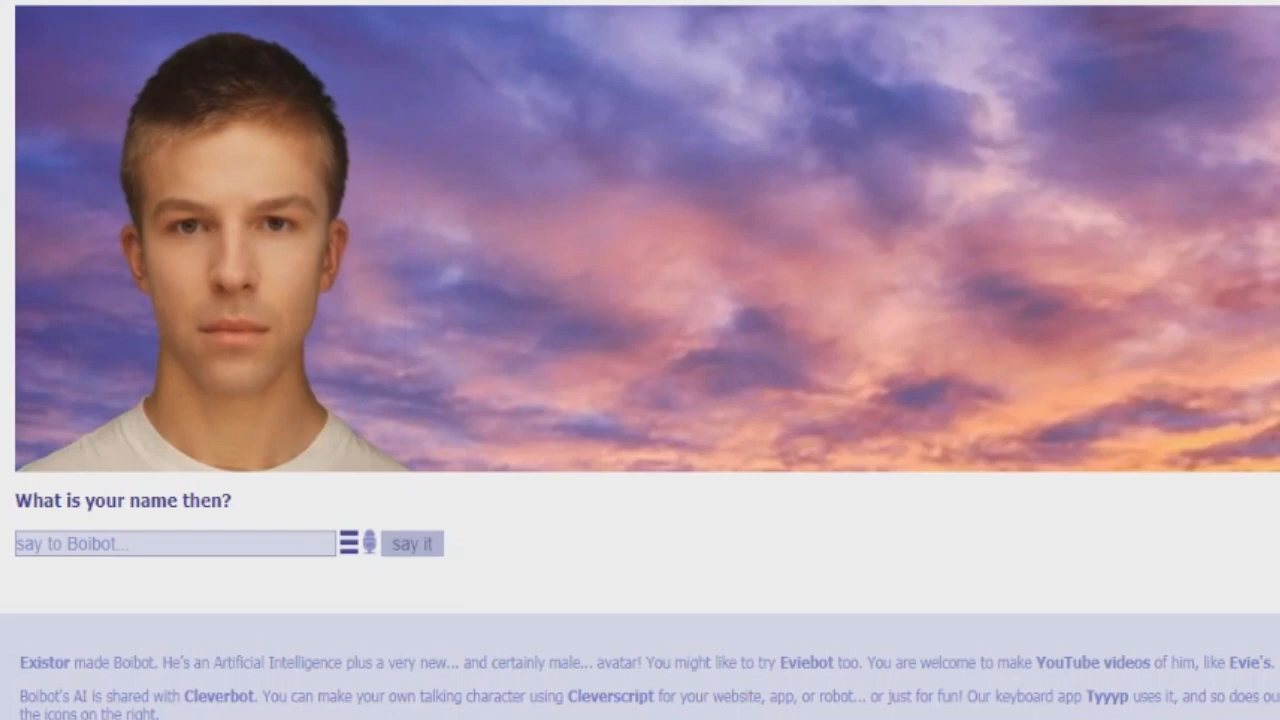 What is your name then?
say to Boibot...
say it
Existor made Boibot. He's an Artificial Intelligence plus a very new... and certainly male... avatar! You might like to try Eviebot too. You are welcome to make YouTube videos of him, like Evie's.
Boibot's AI is shared with Cleverbot. You can make your own talking character using Cleverscript for your website, app, or robot... or just for fun! Our keyboard app Tyyyp uses it, and so does
the icons on the right.